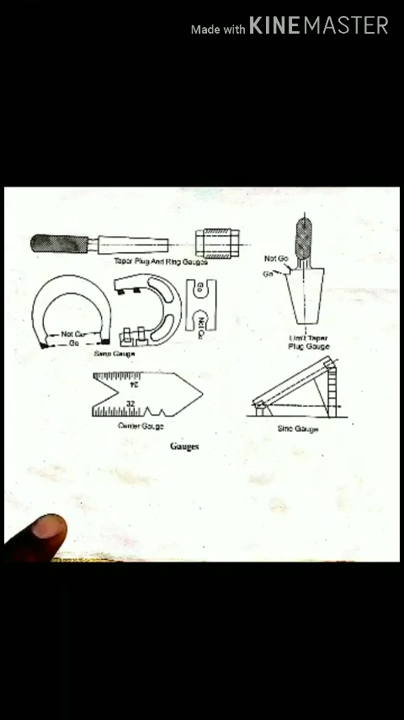 Made with KINEMASTER
Not Go
Go
Taper Plug And Ring Gauges
Go
Not Go
Not Go
Go
Limit Taper
Plug Gauge
Snap Gauge
24
32
Center Gauge
Sine Gauge
Gauges